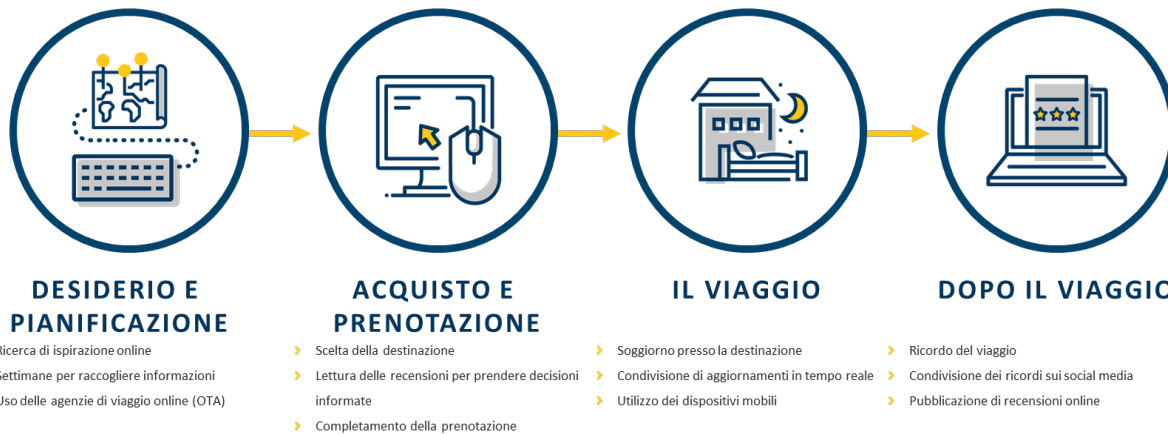 DESIDERIO E
PIANIFICAZIONE
Ricerca di ispirazione online
Settimane per raccogliere informazioni
Uso delle agenzie di viaggio online (OTA)
ACQUISTO E
PRENOTAZIONE
Scelta della destinazione
Lettura delle recensioni per prendere decisioni
informate
Completamento della prenotazione
IL VIAGGIO
Soggiorno presso la destinazione
Condivisione di aggiornamenti in tempo reale
Utilizzo dei dispositivi mobili
DOPO IL VIAGGIO
Ricordo del viaggio
Condivisione dei ricordi sui social media
Pubblicazione di recensioni online